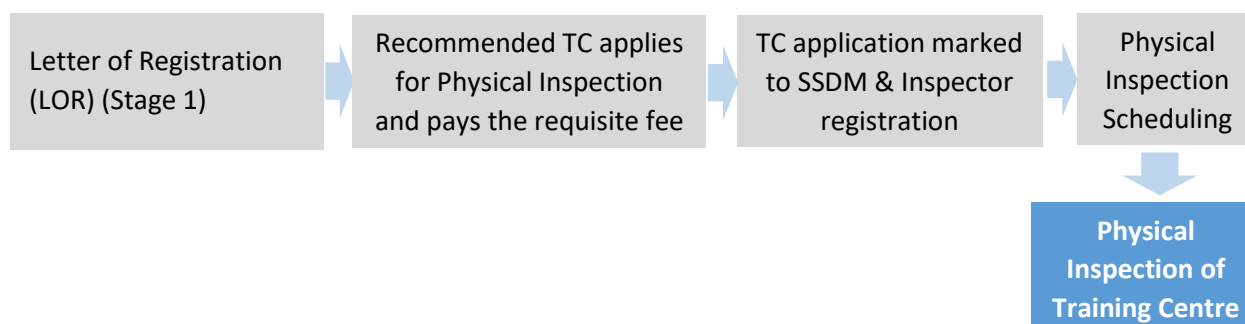 Letter of Registration
(LOR) (Stage 1)
Recommended TC applies
for Physical Inspection
and pays the requisite fee
TC application marked
to SSDM & Inspector
registration
Physical
Inspection
Scheduling
Physical
Inspection of
Training Centre